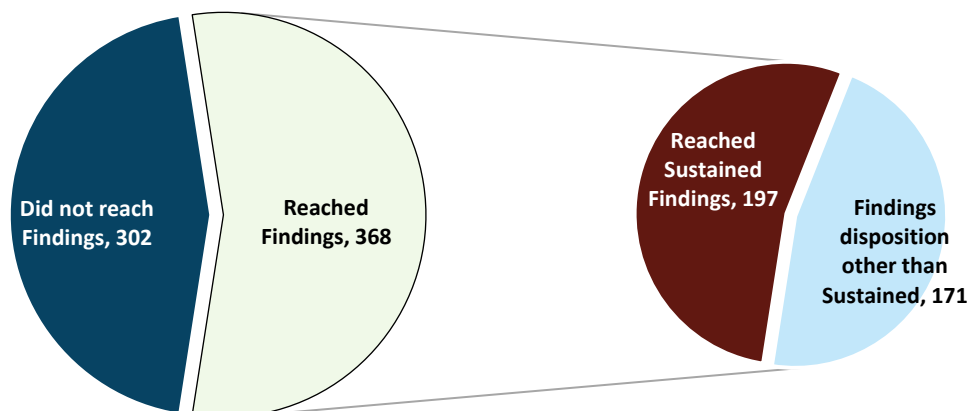 Did not reach
Findings, 302
Reached
Findings, 368
Reached
Sustained
Findings, 197
Findings
disposition
other than
Sustained, 171